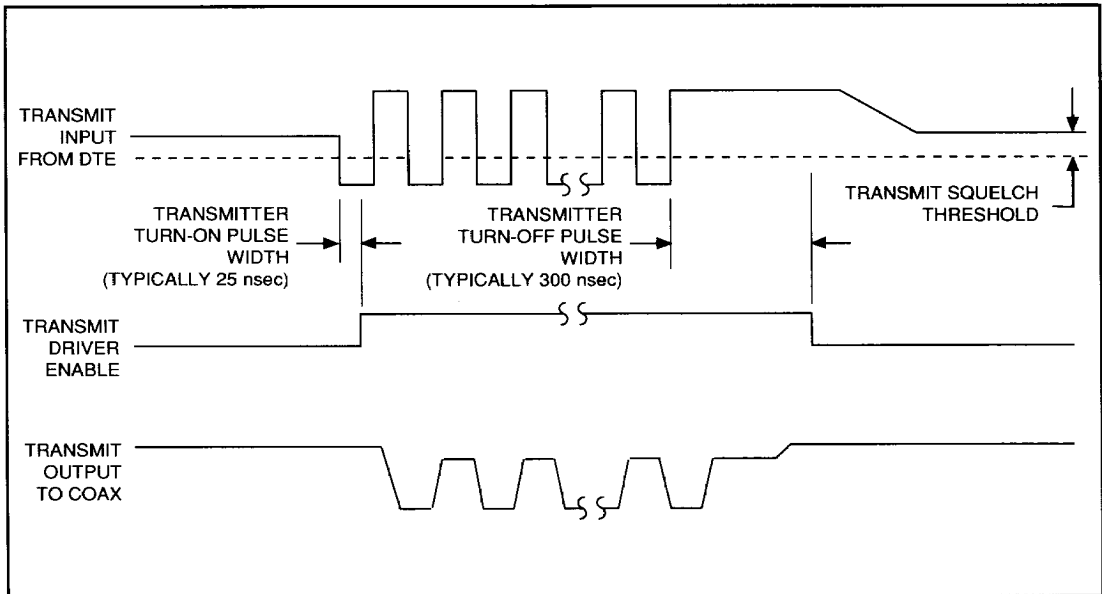 TRANSMIT
INPUT
FROM DTE
TRANSMIT SQUELCH
THRESHOLD
TRANSMITTER
TURN-ON PULSE
WIDTH
(TYPICALLY 25 nsec)
TRANSMITTER
TURN-OFF PULSE
WIDTH
(TYPICALLY 300 nsec)
TRANSMIT
DRIVER
ENABLE
TRANSMIT
OUTPUT
TO COAX